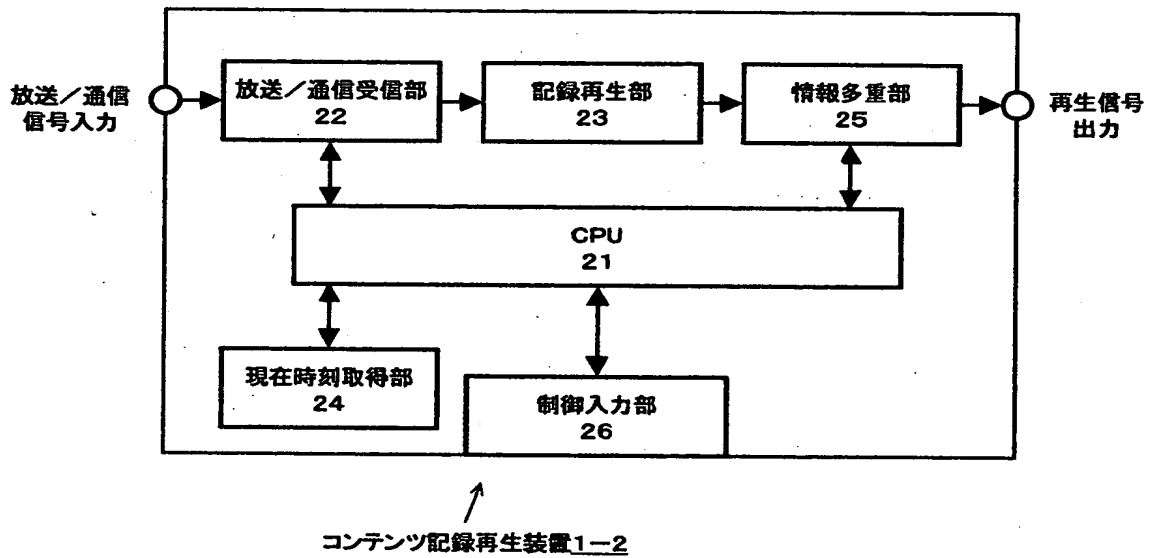 放送／通信
信号入力
放送／通信受信部
22
記録再生部
23
情報多重部
25
再生信号
出力
CPU
21
現在時刻取得部
24
制御入力部
26
コンテンツ記録再生装置1－2